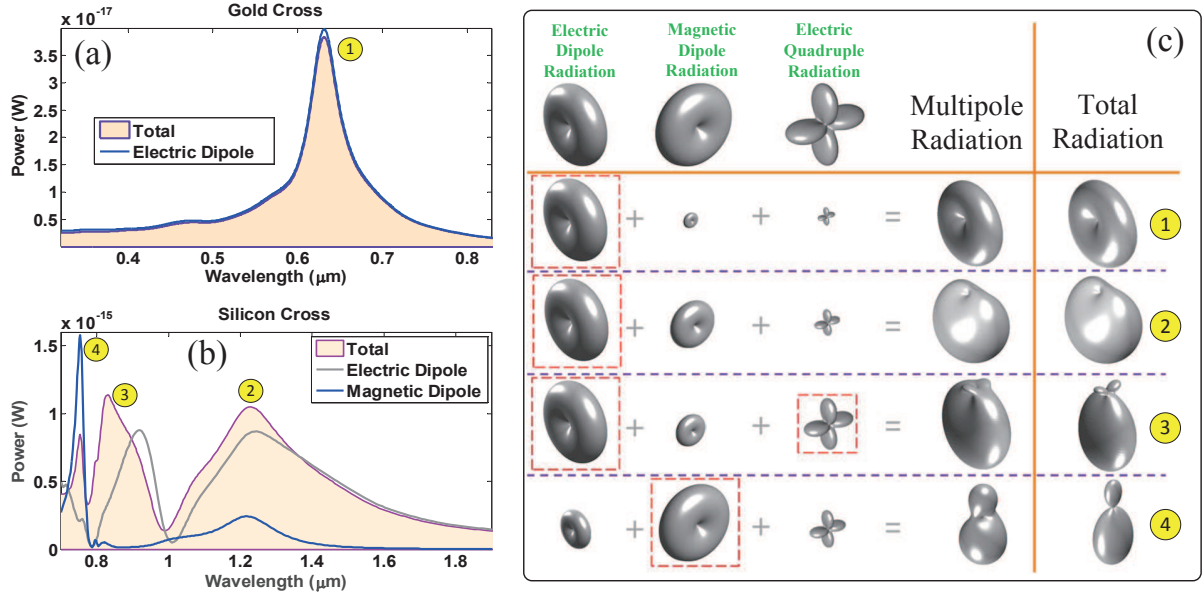 Gold Cross
x 10-17
4.0
3.5
3
2.5
2
1.5
1
0.5
Power (W)
(a)
1
Total
Electric Dipole
0.4
0.5
0.6
0.7
0.8
Wavelength (μm)
Silicon Cross
x 10-15
1.5
1
0.5
0
Power (W)
(b)
4
3
2
Total
Electric Dipole
Magnetic Dipole
0.8
1
1.2
1.4
1.6
1.8
Wavelength (μm)
(c)
Electric
Dipole
Radiation
Magnetic
Dipole
Radiation
Electric
Quadruple
Radiation
Multipole
Radiation
Total
Radiation
+ + = 1
+ + = 2
+ + = 3
+ + = 4